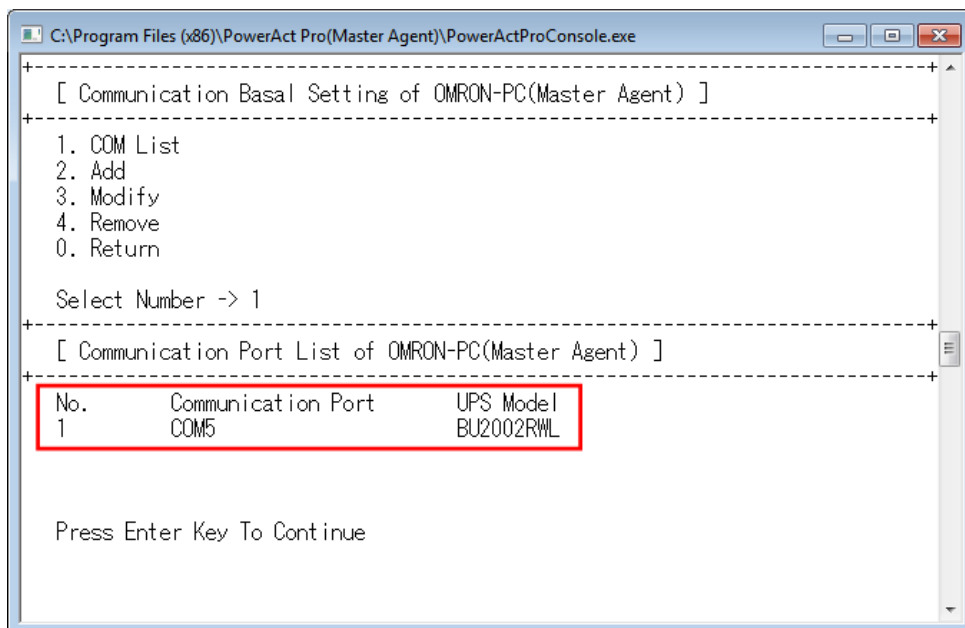 C:\Program Files (x86)\PowerAct Pro(Master Agent)\PowerActProConsole.exe
+------------------------------------------------------------------------------+
[ Communication Basal Setting of OMRON-PC(Master Agent) ]
+------------------------------------------------------------------------------+
1. COM List
2. Add
3. Modify
4. Remove
0. Return
Select Number -> 1
+------------------------------------------------------------------------------+
[ Communication Port List of OMRON-PC(Master Agent) ]
+------------------------------------------------------------------------------+
No. Communication Port UPS Model
1 COM5 BU2002RWL
Press Enter Key To Continue